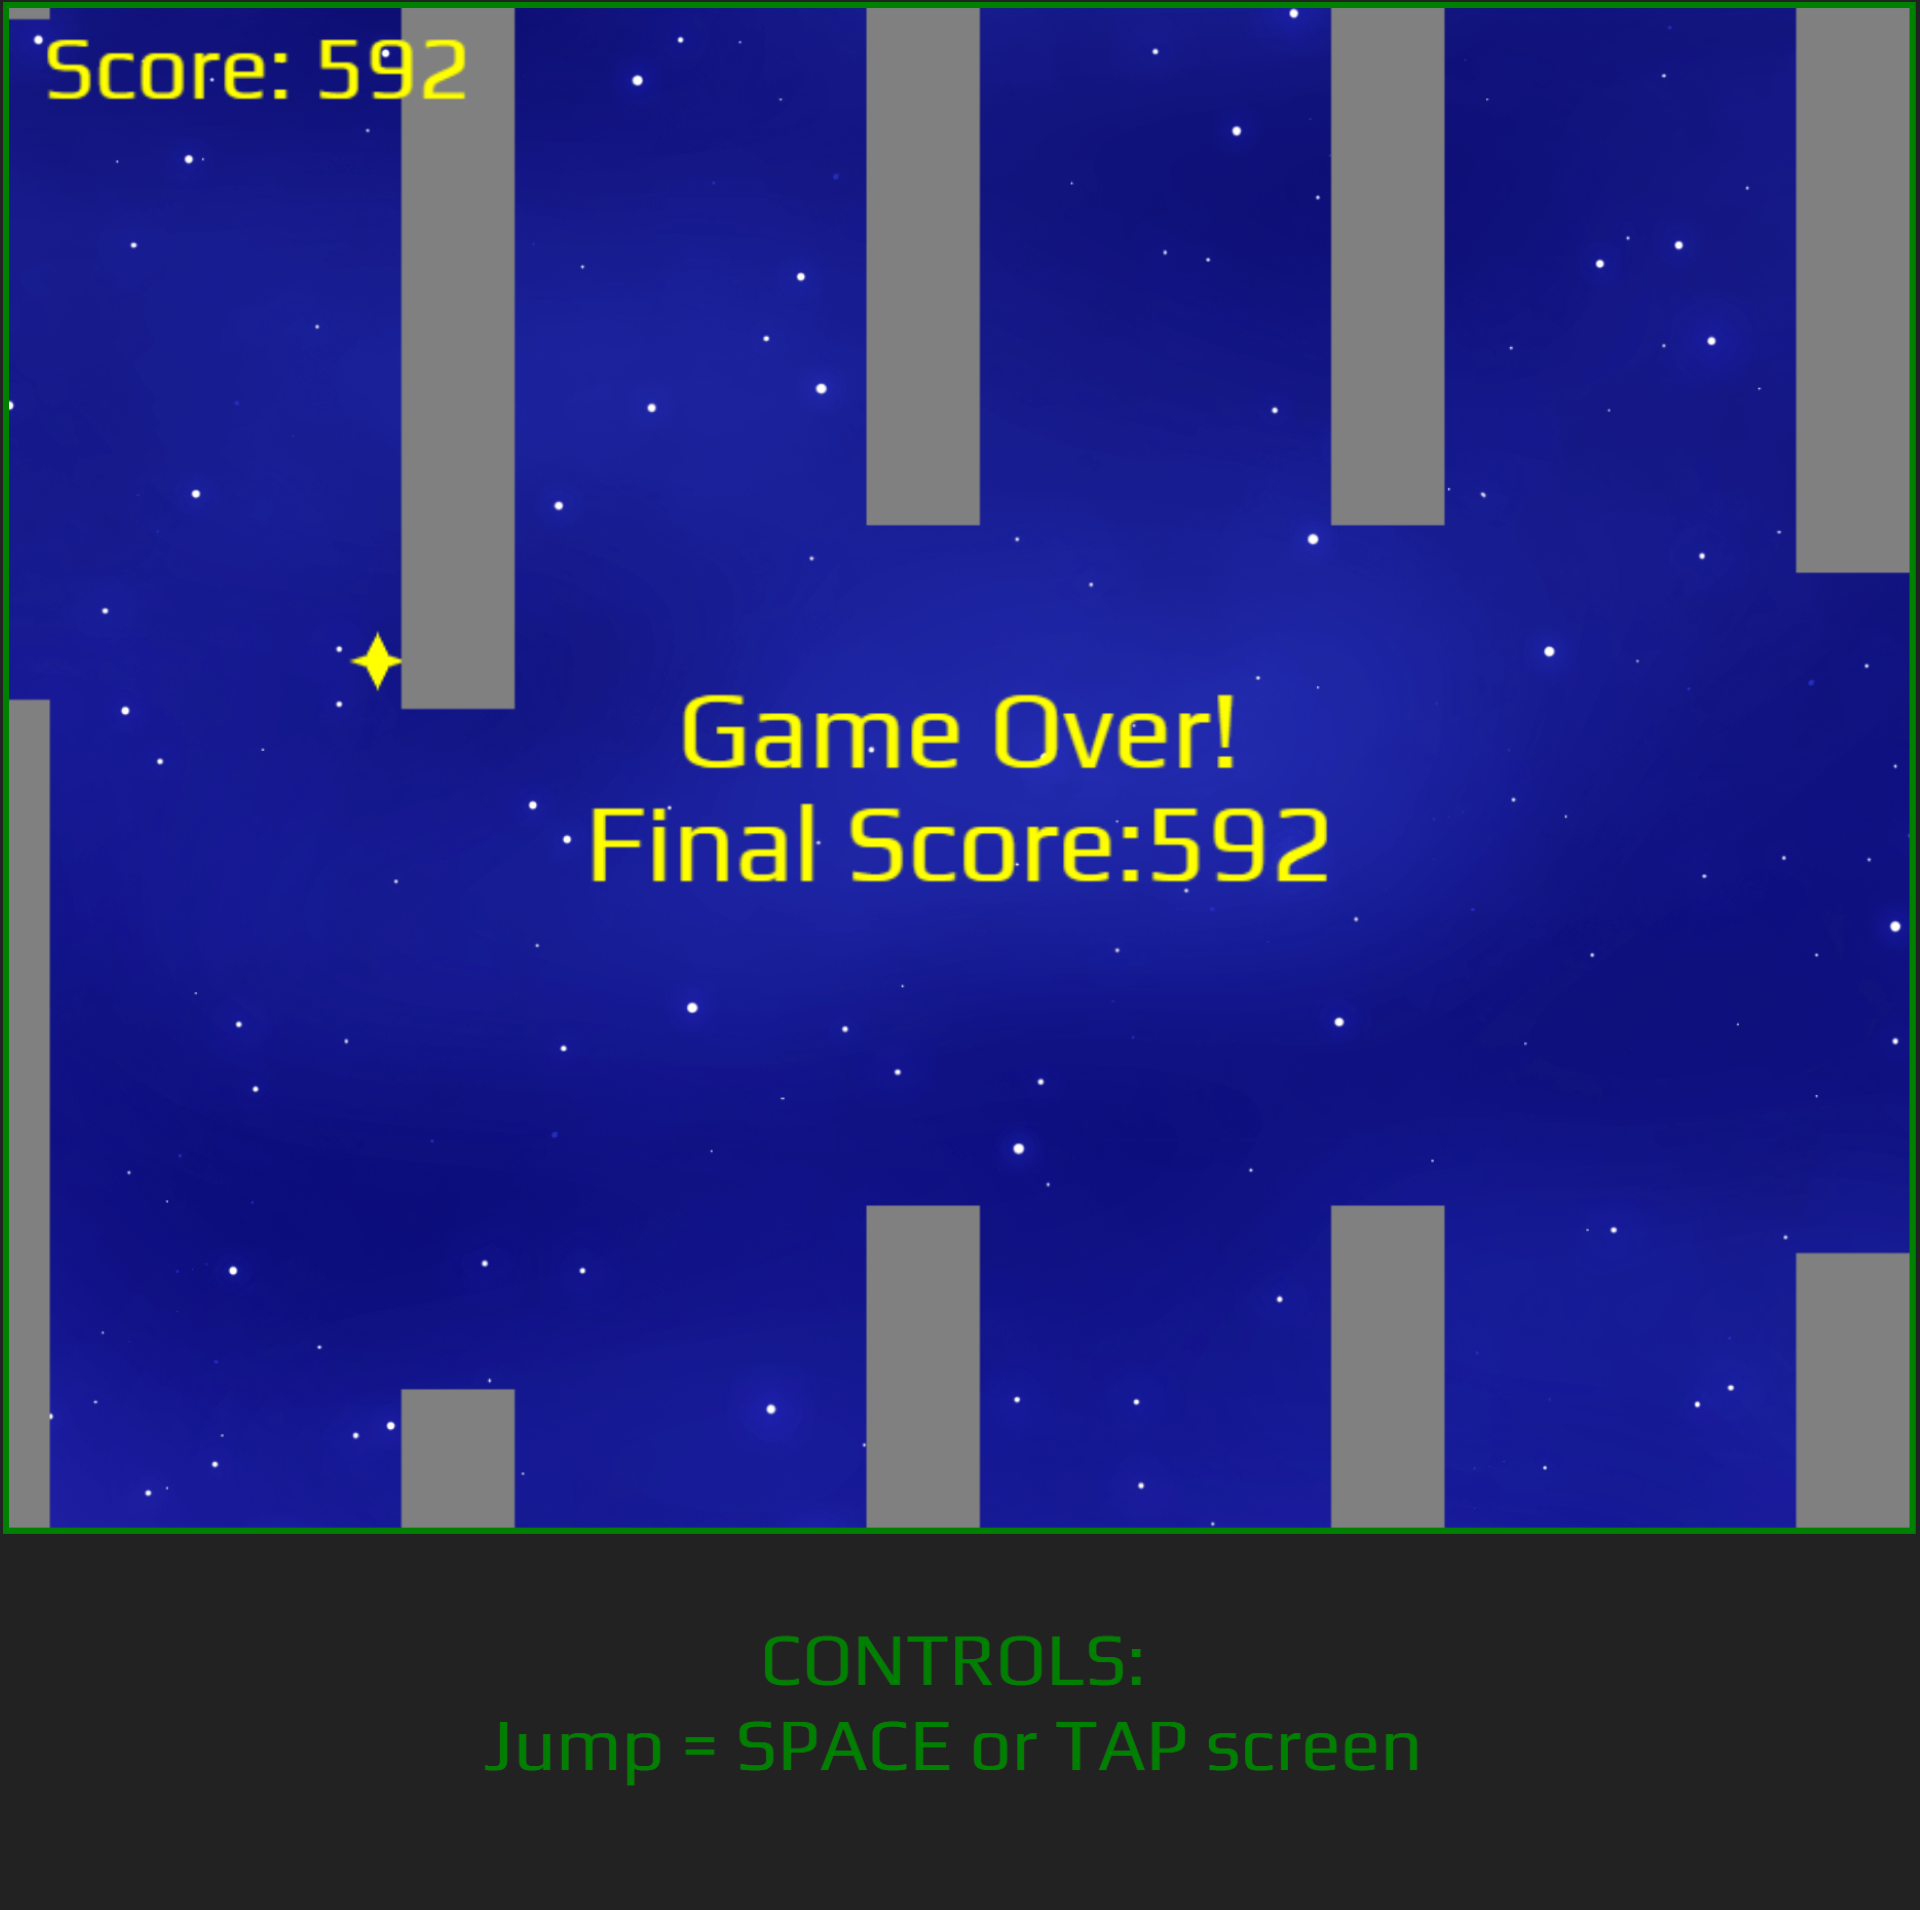 Score: 592
Game Over!
Final Score:592
CONTROLS:
Jump = SPACE or TAP screen